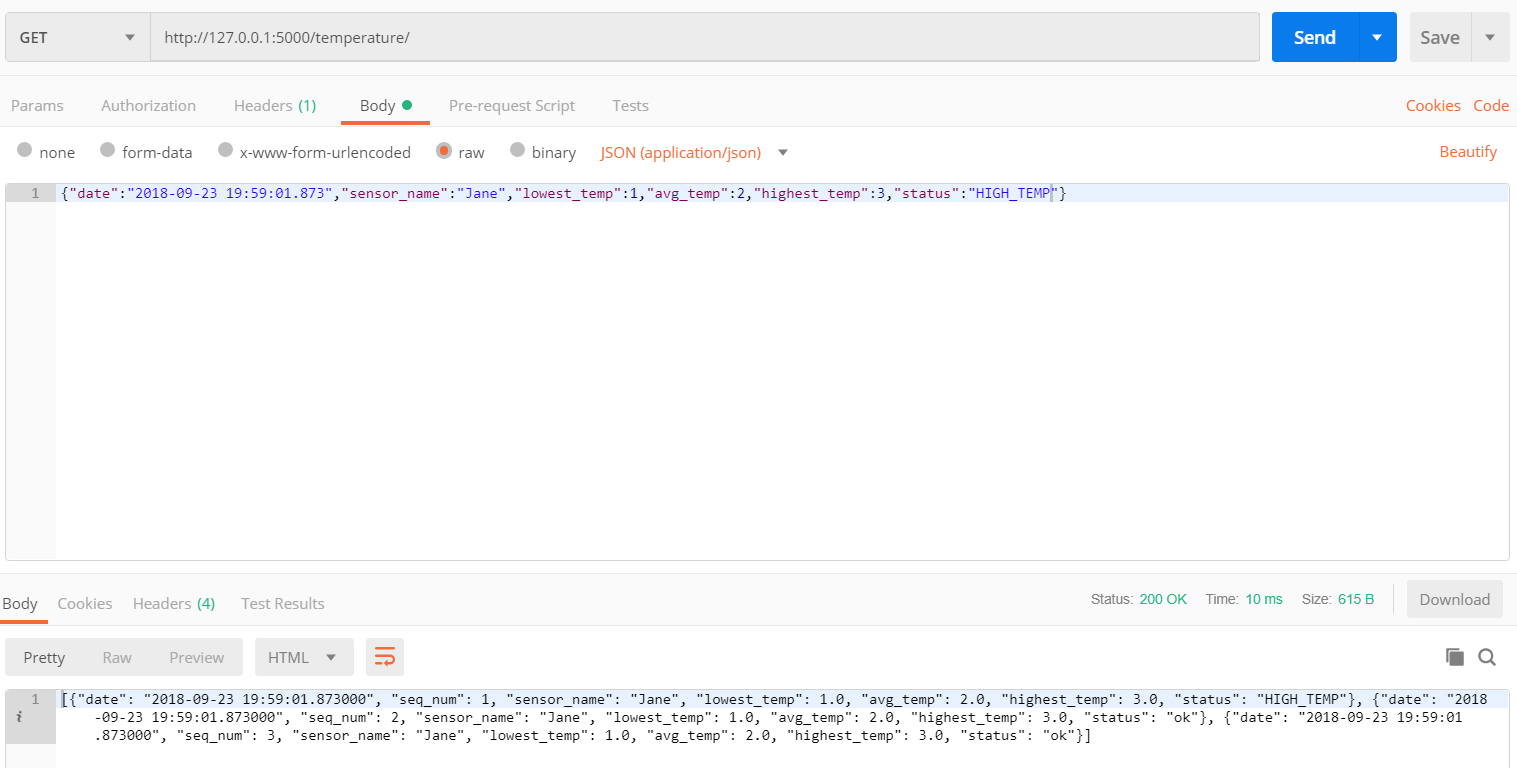 GET http://127.0.0.1:5000/temperature/ Send Save
Params Authorization Headers (1) Body Pre-request Script Tests Cookies Code
none form-data x-www-form-urlencoded raw binary JSON (application/json) Beautify
1 {"date":"2018-09-23 19:59:01.873","sensor_name":"Jane","lowest_temp":1,"avg_temp":2,"highest_temp":3,"status":"HIGH_TEMP"}
Body Cookies Headers (4) Test Results Status: 200 OK Time: 10 ms Size: 615 B Download
Pretty Raw Preview HTML
1 [{"date": "2018-09-23 19:59:01.873000", "seq_num": 1, "sensor_name": "Jane", "lowest_temp": 1.0, "avg_temp": 2.0, "highest_temp": 3.0, "status": "HIGH_TEMP"}, {"date": "2018
i -09-23 19:59:01.873000", "seq_num": 2, "sensor_name": "Jane", "lowest_temp": 1.0, "avg_temp": 2.0, "highest_temp": 3.0, "status": "ok"}, {"date": "2018-09-23 19:59:01
.873000", "seq_num": 3, "sensor_name": "Jane", "lowest_temp": 1.0, "avg_temp": 2.0, "highest_temp": 3.0, "status": "ok"}]